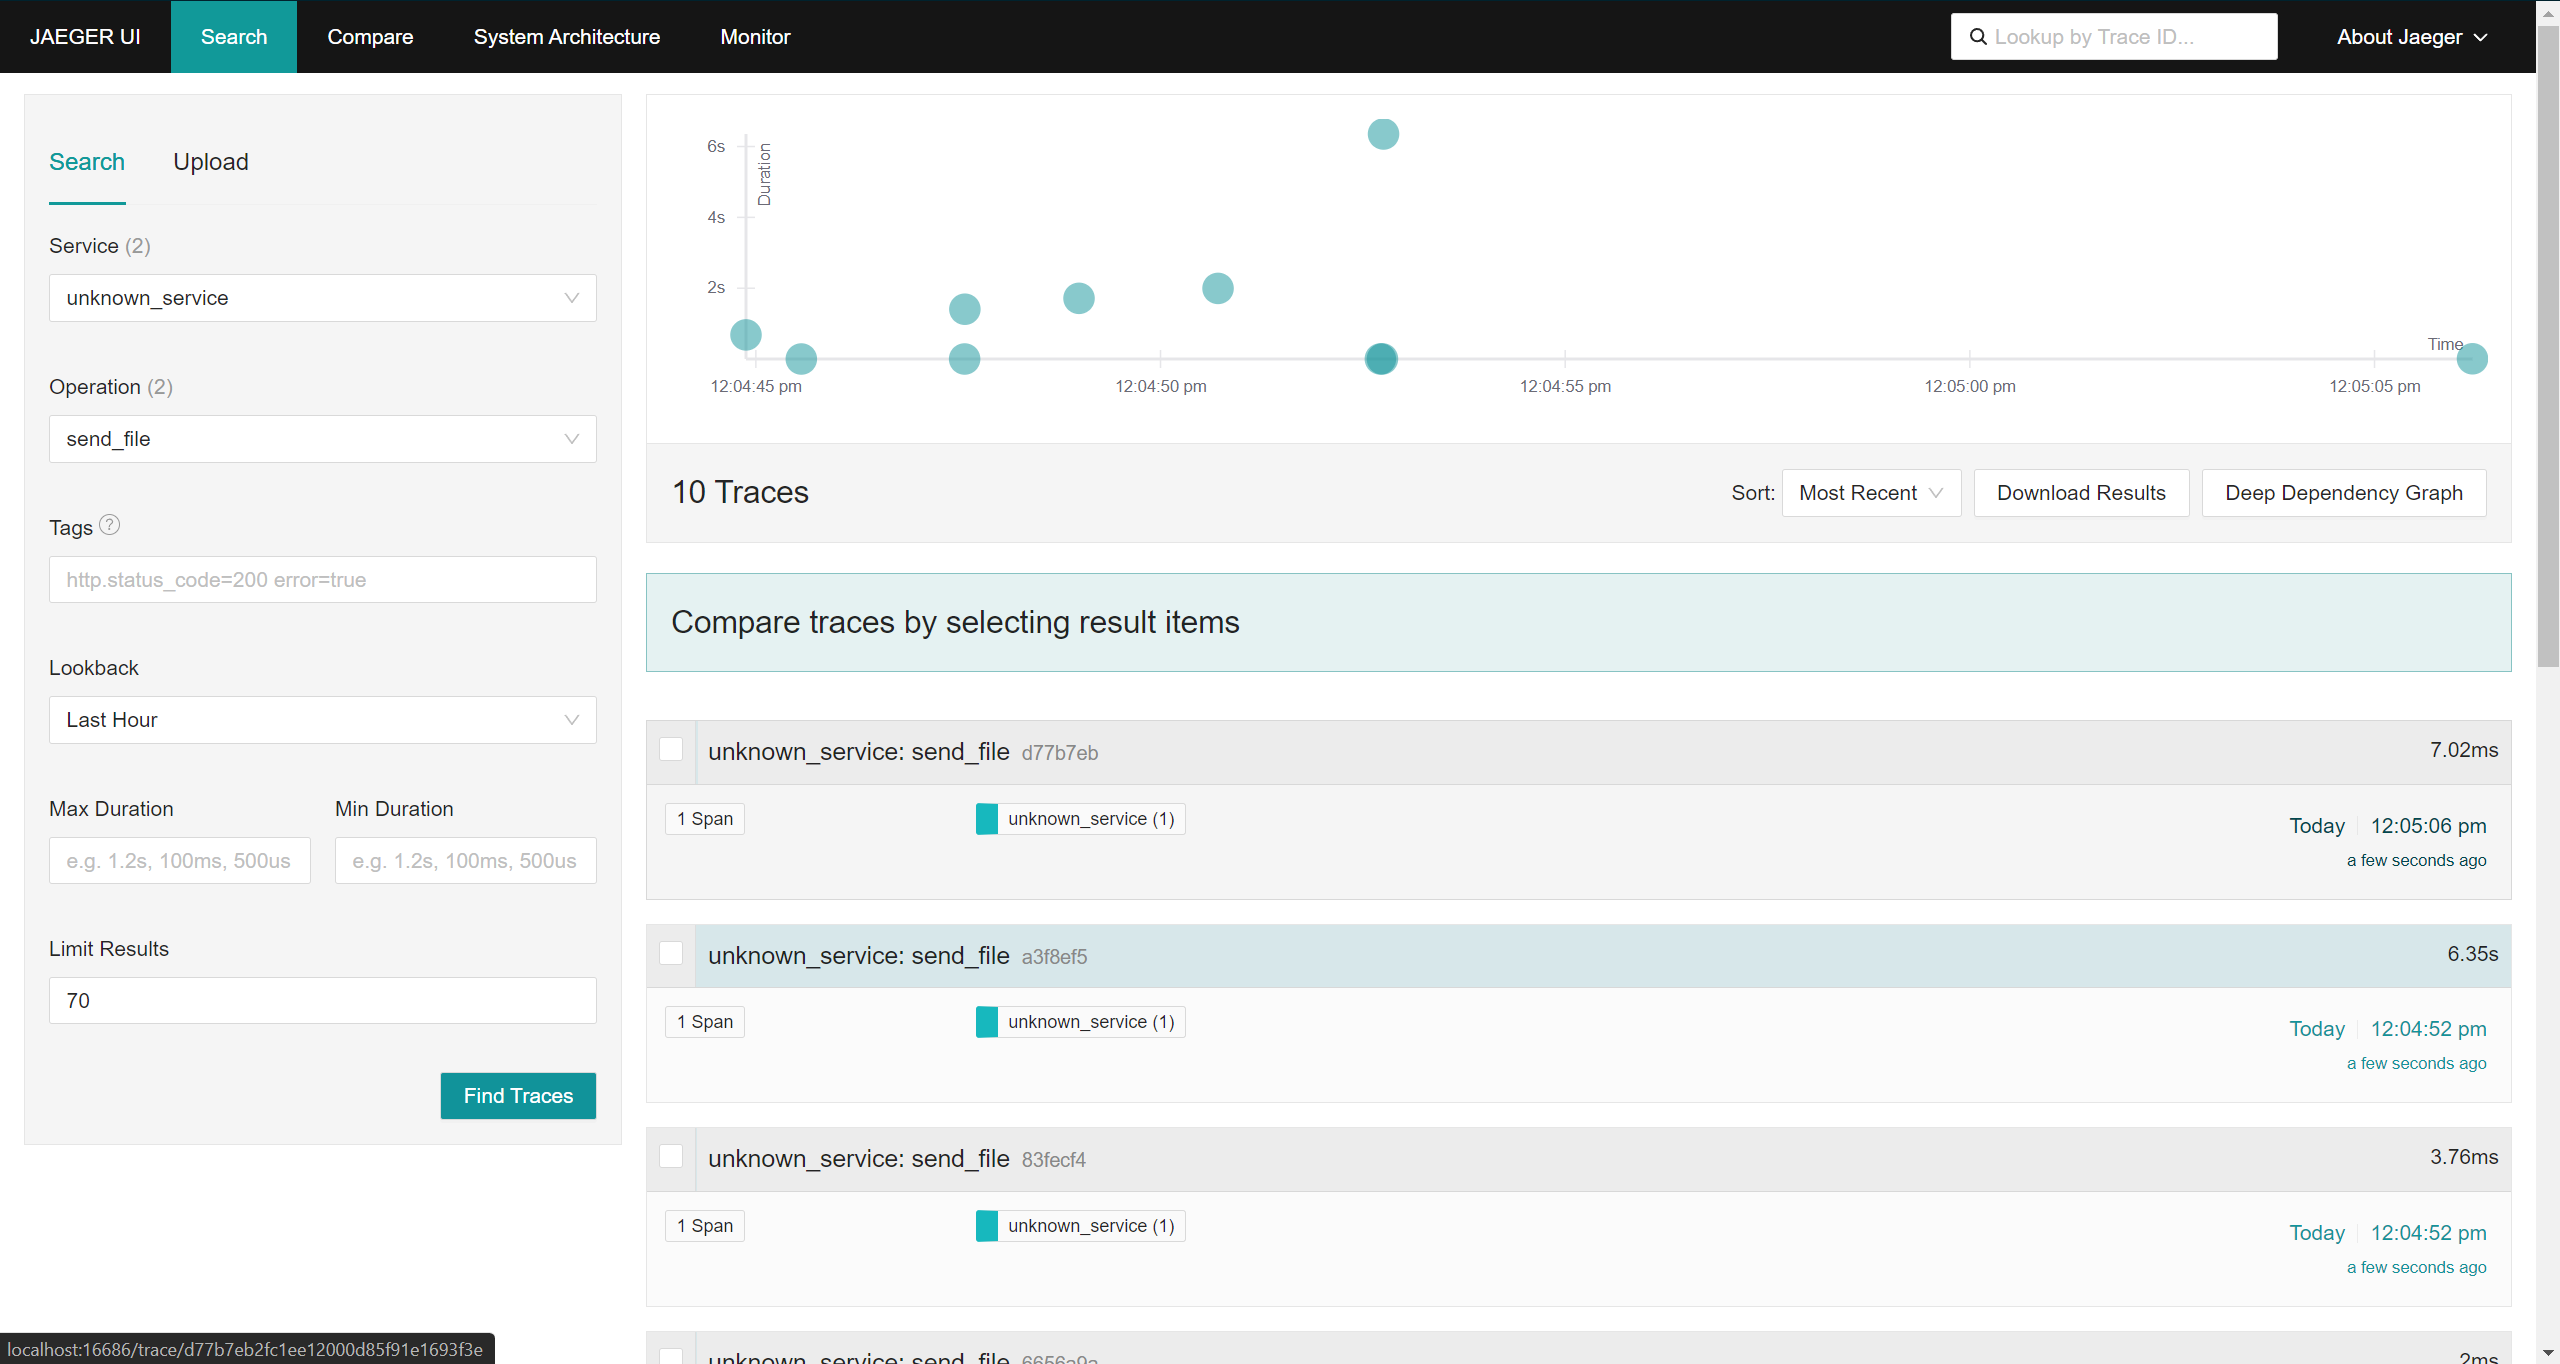 JAEGER UI
Search
Compare
System Architecture
Monitor
Lookup by Trace ID...
About Jaeger
Search
Upload
Service (2)
unknown_service
Operation (2)
send_file
Tags ?
http.status_code=200 error=true
Lookback
Last Hour
Max Duration
Min Duration
e.g. 1.2s, 100ms, 500us
e.g. 1.2s, 100ms, 500us
Limit Results
70
Find Traces
6s
4s
2s
Duration
Time
12:04:45 pm
12:04:50 pm
12:04:55 pm
12:05:00 pm
12:05:05 pm
10 Traces
Sort: Most Recent
Download Results
Deep Dependency Graph
Compare traces by selecting result items
unknown_service: send_file d77b7eb
7.02ms
1 Span
unknown_service (1)
Today 12:05:06 pm
a few seconds ago
unknown_service: send_file a3f8ef5
6.35s
1 Span
unknown_service (1)
Today 12:04:52 pm
a few seconds ago
unknown_service: send_file 83fecf4
3.76ms
1 Span
unknown_service (1)
Today 12:04:52 pm
a few seconds ago
unknown_service: send_file 6656a9a
2ms
localhost:16686/trace/d77b7eb2fc1ee12000d85f91e1693f3e